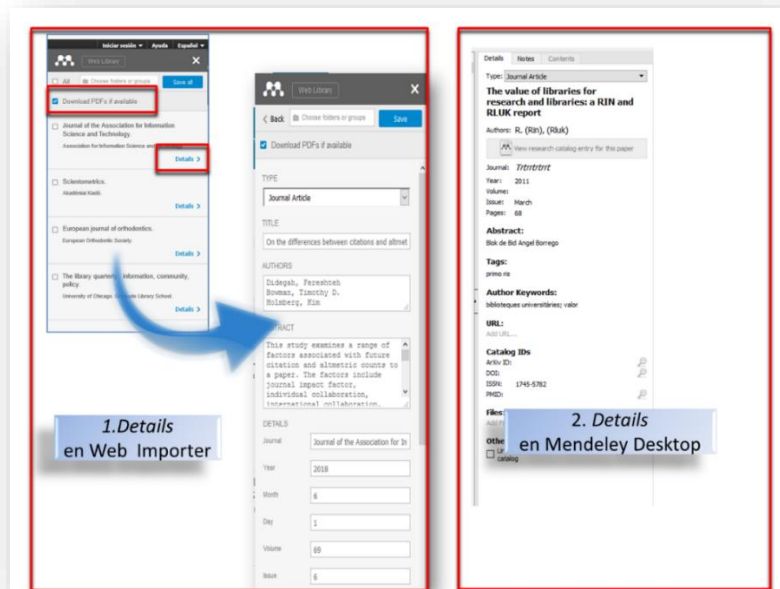 Iniciar sesión ▾ Ayuda Español ▾
Web Library ×
All Choose folders or groups Save all
Download PDFs if available
Journal of the Association for Information
Science and Technology.
Association for Information Science and
Details >
Scientometrics.
Akadémiai Kiadó.
Details >
European journal of orthodontics.
European Orthodontic Society.
Details >
The library quarterly : information, community,
policy
University of Chicago. Graduate Library School.
Details >
1.Details
en Web Importer
Web Library X
< Back Choose folders or groups Save
Download PDFs if available
TYPE
Journal Article
TITLE
On the differences between citations and altmet
AUTHORS
Didegah, Fereshteh
Bowman, Timothy D.
Holmberg, Kim
TRACT
This study examines a range of
factors associated with future
citation and altmetric counts to
a paper. The factors include
journal impact factor,
individual collaboration,
international collaboration,
DETAILS
Journal Journal of the Association for In
Year 2018
Month 6
Day 1
Volume 69
Issue 6
Details Notes Contents
Type: Journal Article
The value of libraries for
research and libraries: a RIN and
RLUK report
Authors: R. (Rin), (Rluk)
View research catalog entry for this paper
Journal: Trtrrtrtrt
Year: 2011
Volume:
Issue: March
Pages: 68
Abstract:
Blok de Bid Angel Borrego
Tags:
primo ris
Author Keywords:
biblioteques universitàries; valor
URL:
Add URL...
Catalog IDs
ArXiv ID:
DOI:
ISSN: 1745-5782
PMID:
Files:
2. Details
en Mendeley Desktop
catalog